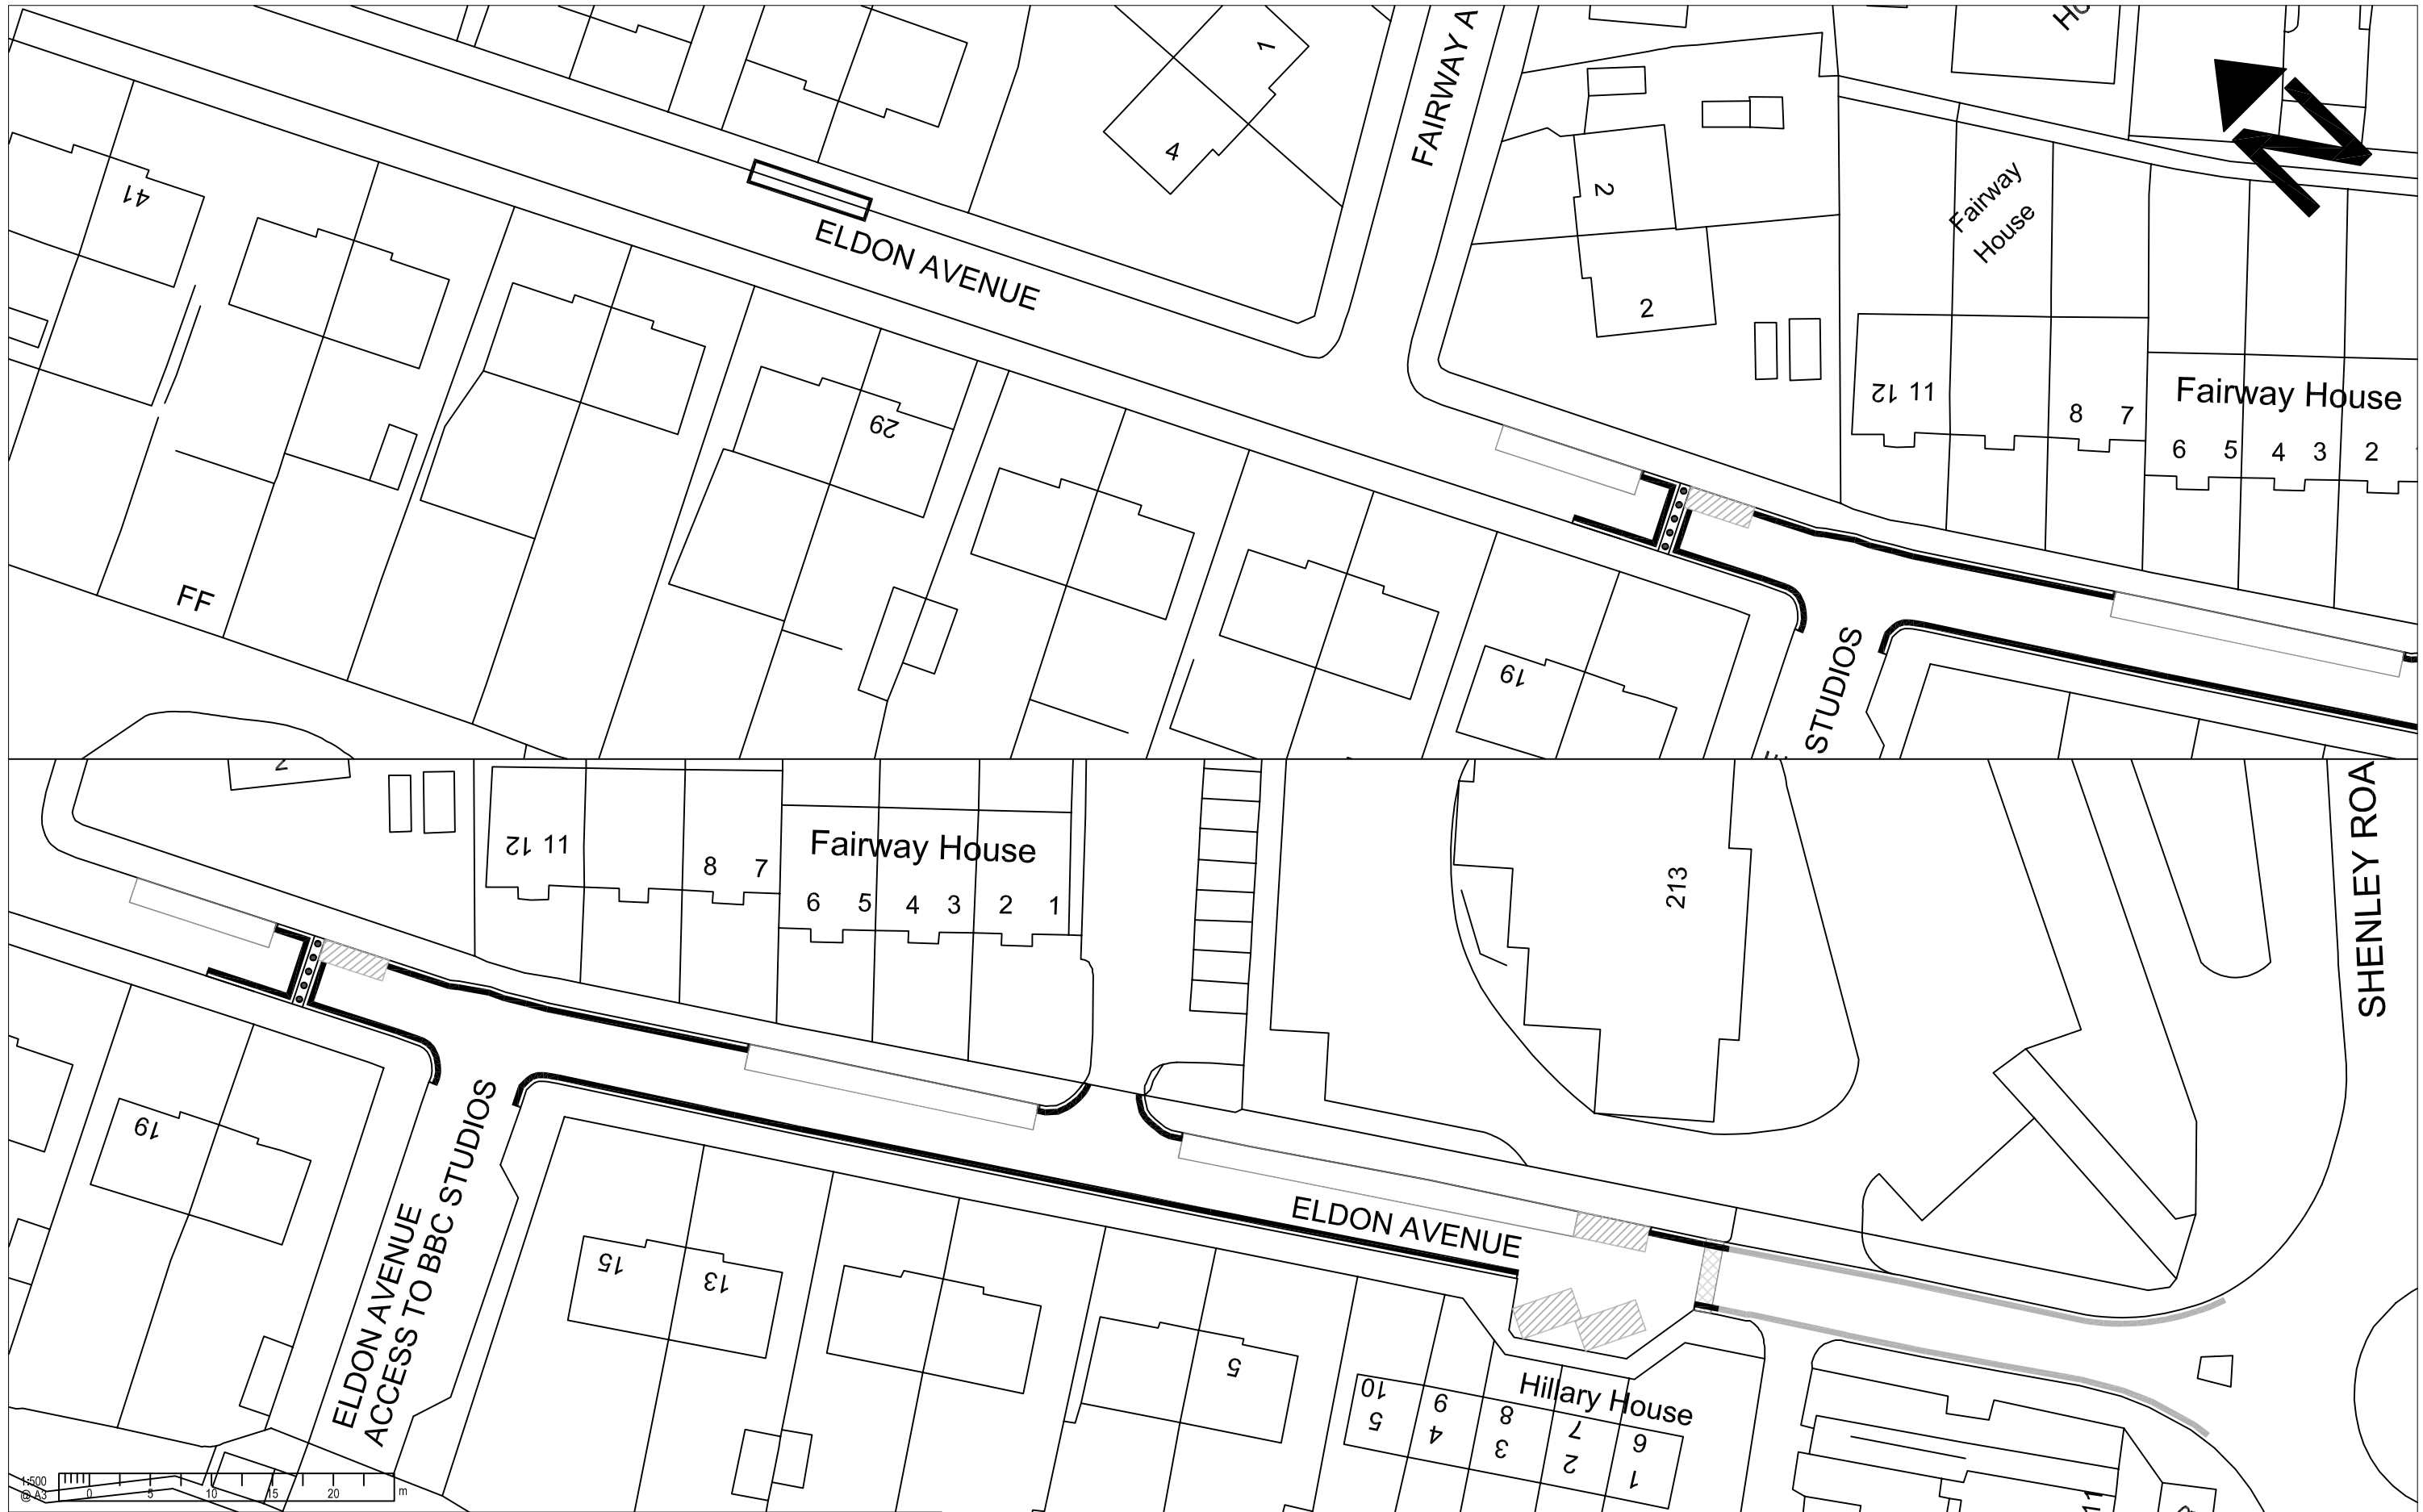 Ho
1
FAIRWAY A
4
2
Fairway
House
41
ELDON AVENUE
2
12 11
8 7
Fairway House
6 5 4 3 2
29
FF
19
STUDIOS
2
12 11
8 7
Fairway House
6 5 4 3 2 1
213
SHENLEY ROA
19
ELDON AVENUE
ACCESS TO BBC STUDIOS
ELDON AVENUE
15
13
5
Hillary House
10 9 8 7 6
5 4 3 2 1
1:500
@ A3
0 5 10 15 20 m